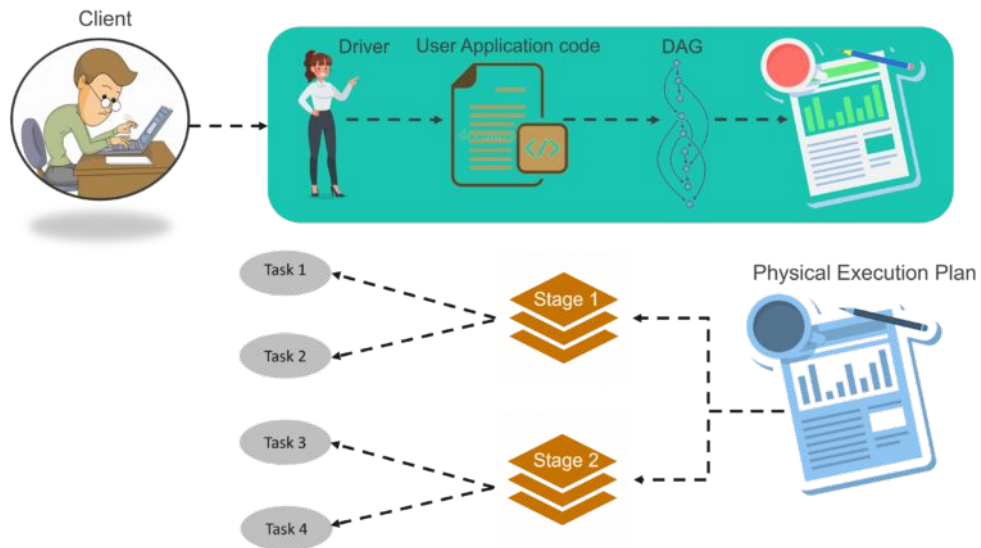 Client
Driver
User Application code
DAG
</>
Physical Execution Plan
Task 1
Stage 1
Task 2
Task 3
Stage 2
Task 4